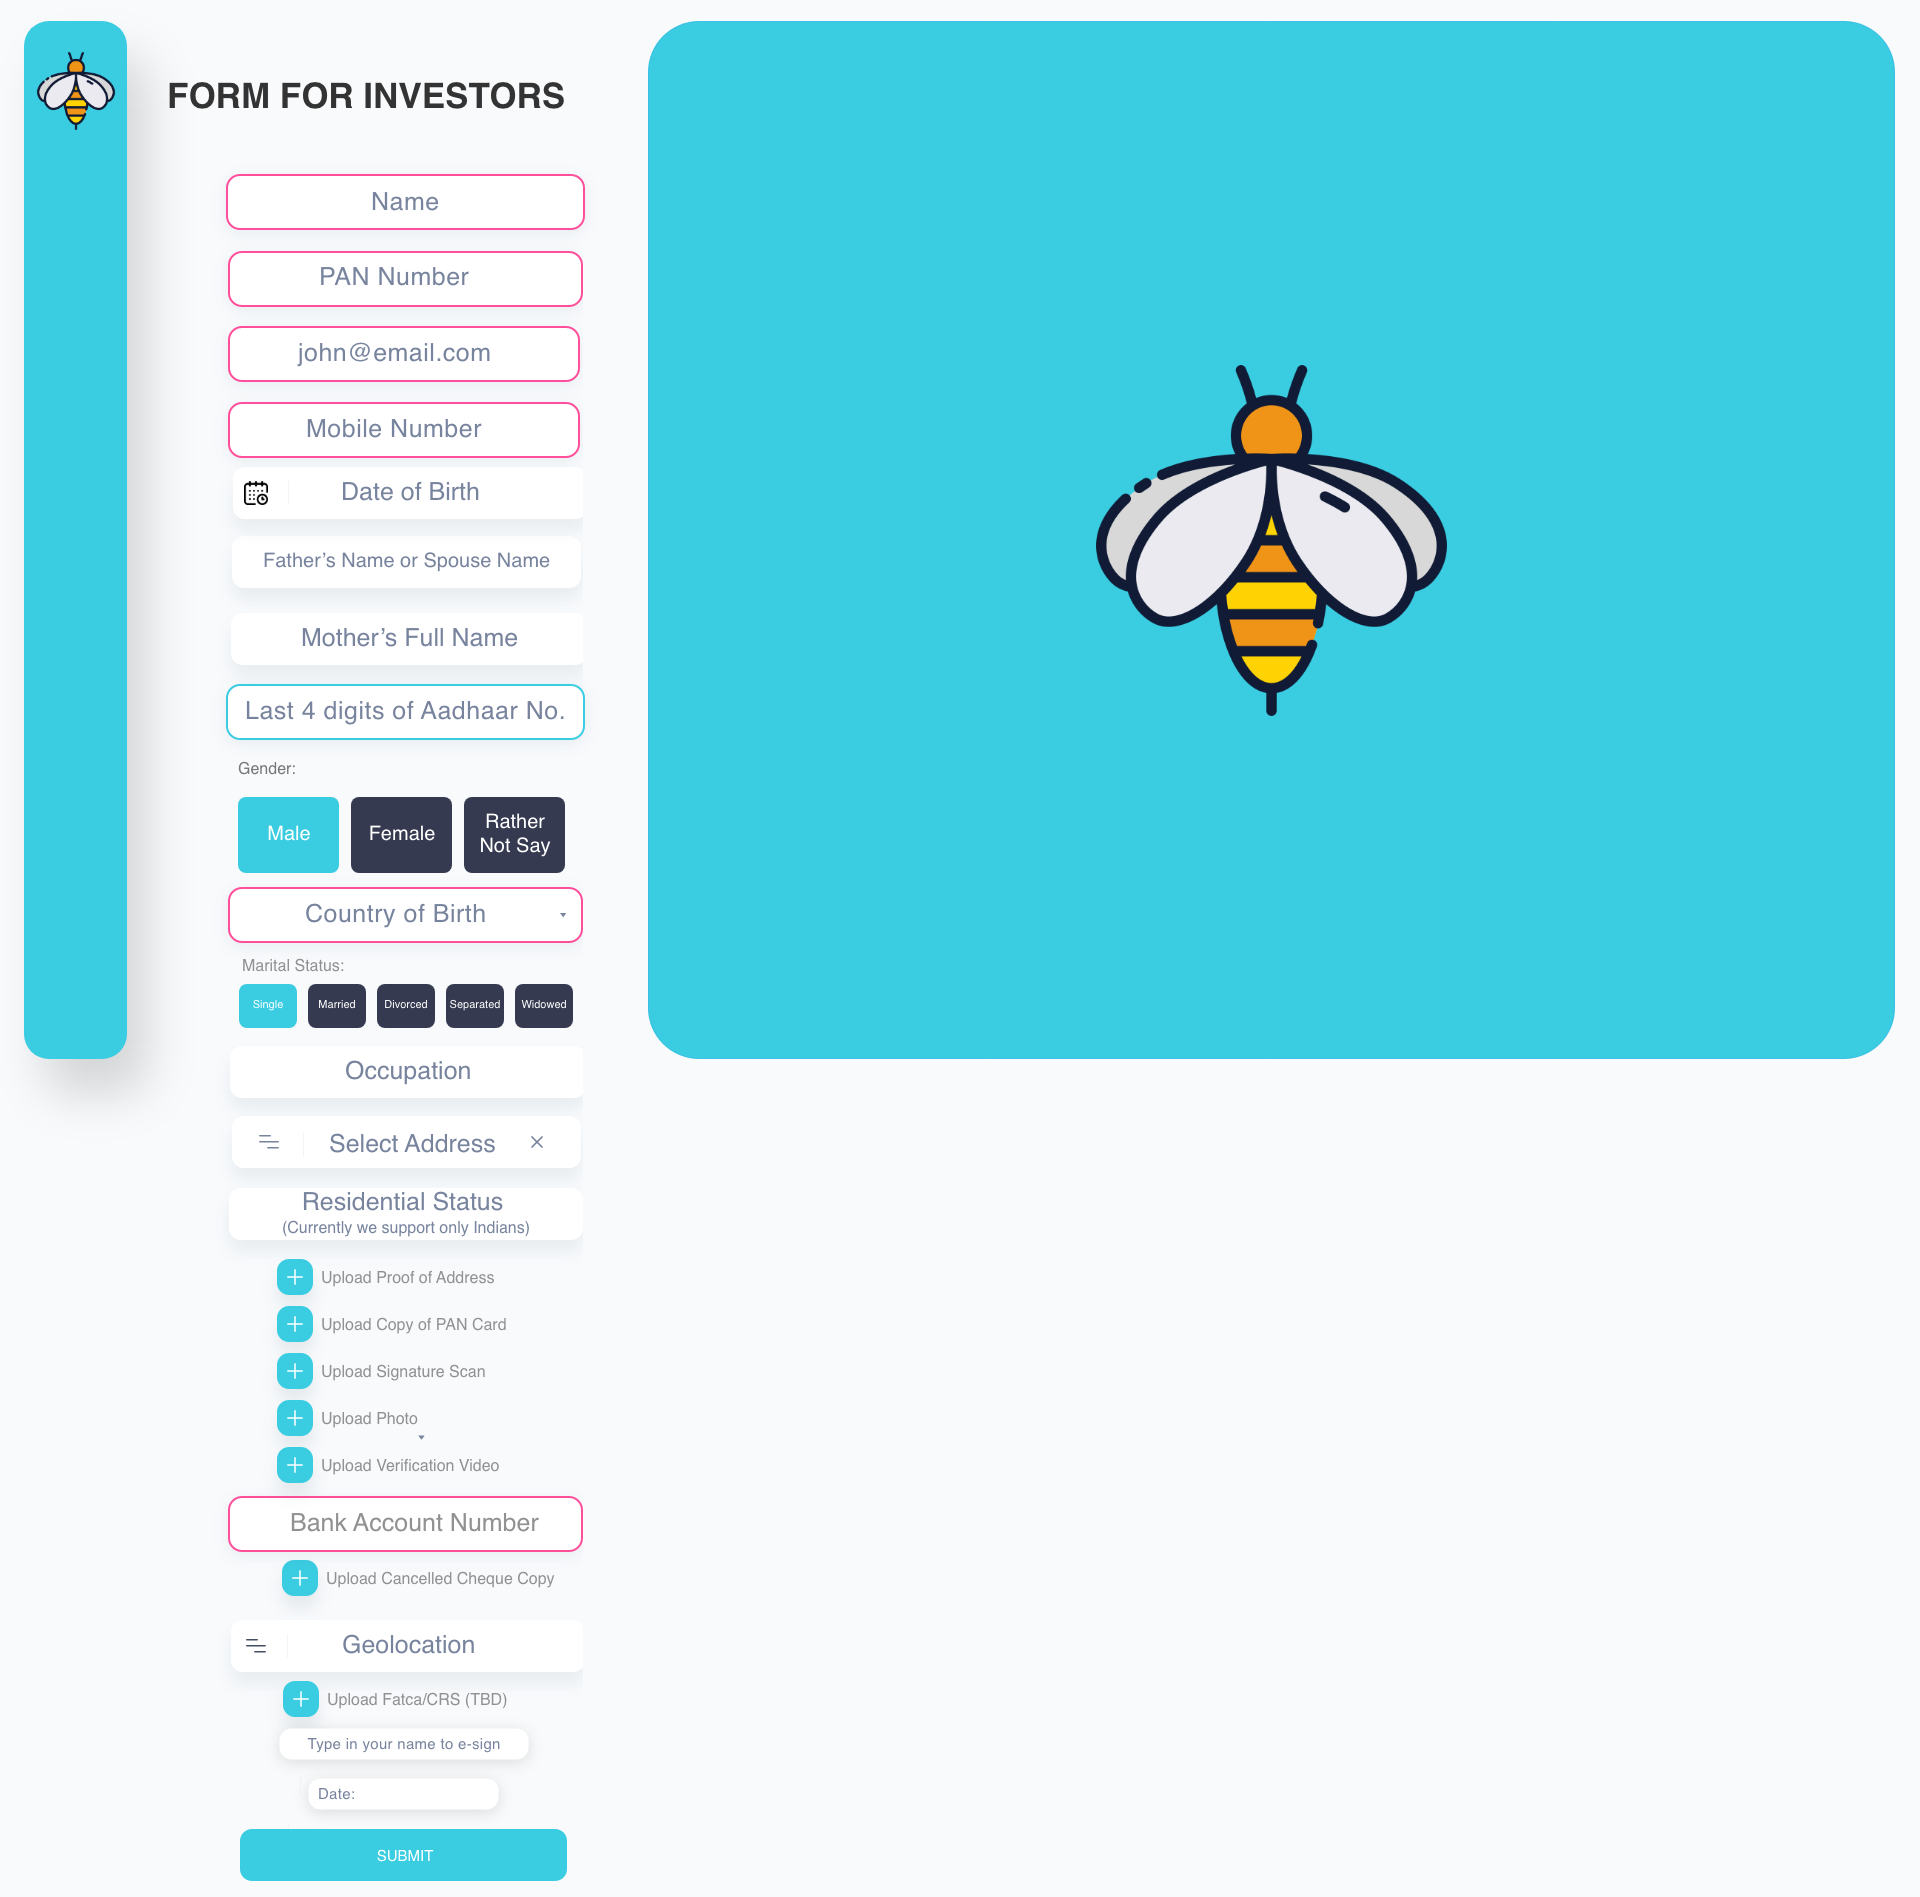 FORM FOR INVESTORS
Name
PAN Number
john@email.com
Mobile Number
Date of Birth
Father’s Name or Spouse Name
Mother’s Full Name
Last 4 digits of Aadhaar No.
Gender:
Male
Female
Rather
Not Say
Country of Birth
Marital Status:
Single
Married
Divorced
Separated
Widowed
Occupation
Select Address
Residential Status
(Currently we support only Indians)
Upload Proof of Address
Upload Copy of PAN Card
Upload Signature Scan
Upload Photo
Upload Verification Video
Bank Account Number
Upload Cancelled Cheque Copy
Geolocation
Upload Fatca/CRS (TBD)
Type in your name to e-sign
Date:
SUBMIT